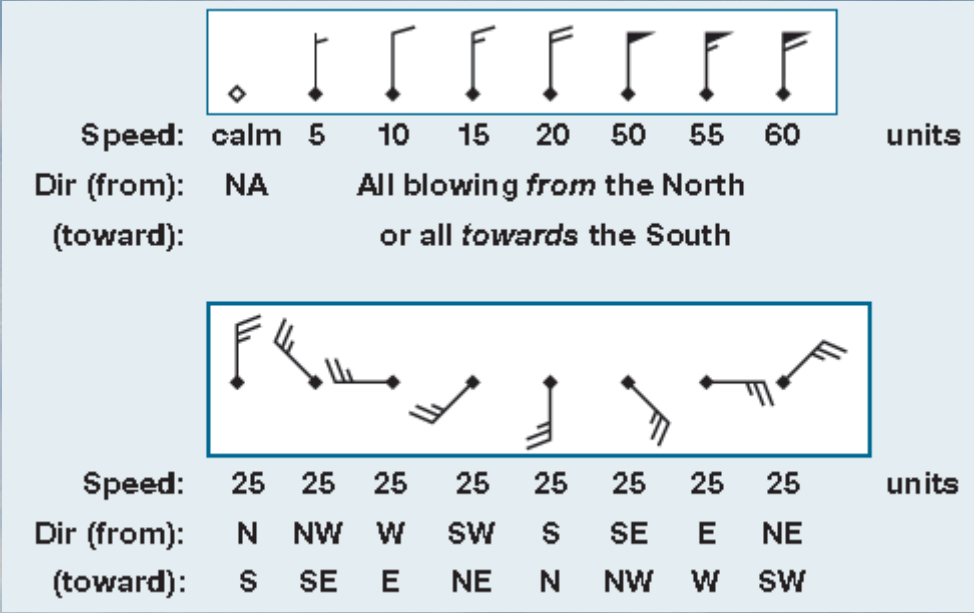 Speed: calm 5 10 15 20 50 55 60 units
Dir (from): NA All blowing from the North
(toward): or all towards the South
Speed: 25 25 25 25 25 25 25 25 units
Dir (from): N NW W SW S SE E NE
(toward): S SE E NE N NW W SW